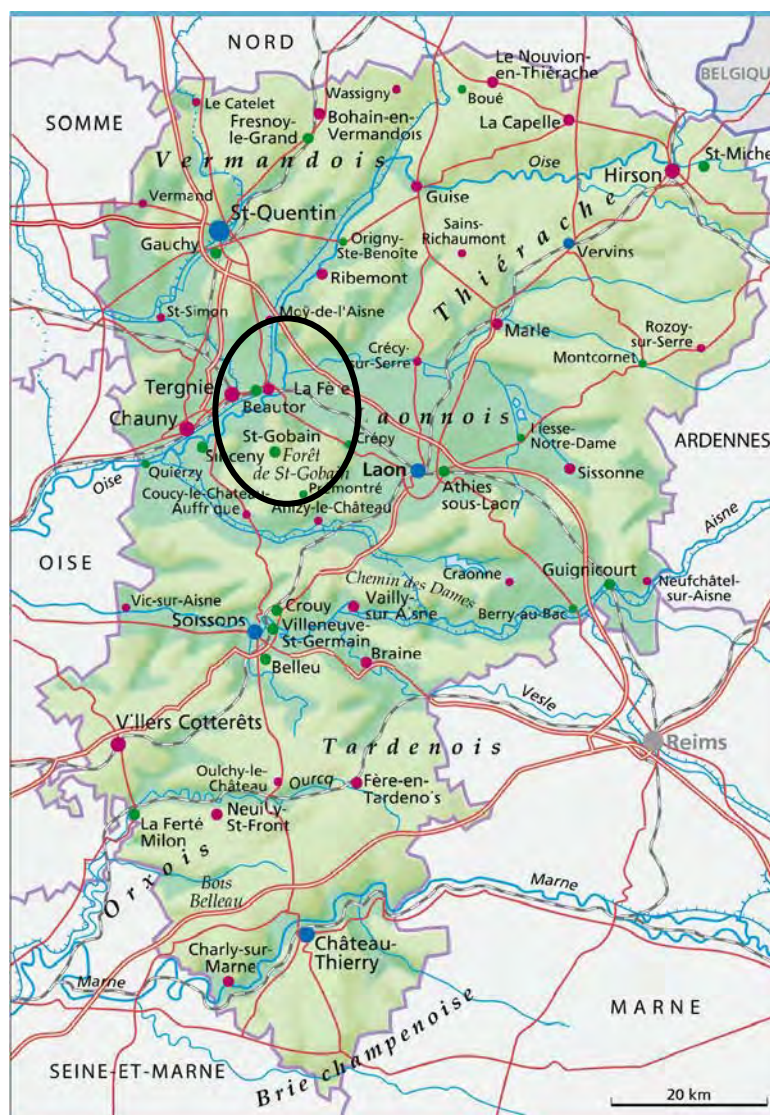 NORD
BELGIQU
SOMME
Le Nouvion-
en-Thiérache
Wassigny
Boué
Le Catelet
Fresnoy-
le-Grand
Bohain-en-
Vermandois
La Capelle
Vermandois
Oise
St-Miche
Hirson
Vermand
Guise
St-Quentin
Gauchy
Origny-
Ste-Benoîte
Sains-
Richaumont
Vervins
Thiérache
Ribemont
St-Simon
Moÿ-de-l'Aisne
Marle
Rozoy-
sur-Serre
Crécy-
sur-Serre
Montcornet
Tergnie
La Fè e
Beautor
Chauny
Laonnois
Liesse-
Notre-Dame
ARDENNES
St-Gobain
Forêt
de St-Gobain
Crépy
Sinceny
Quierzy
Oise
Laon
Athies
sous-Laon
Sissonne
Coucy-le-Chateau-
Auffrique
Prémontré
Anizy-le-Château
Aisne
OISE
Chemin des Dames
Craonne
Guignicourt
Neufchâtel-
sur-Aisne
Vic-sur-Aisne
Crouy
Vailly-
sur Aisne
Berry-au-Bac
Soissons
Villeneuve-
St-Germain
Belleu
Braine
Vesle
Villers Cotterêts
Reims
Tardenois
Oulchy-le-
Château
Ourcq
Fère-en-
Tardeno's
La Ferté
Milon
Neuilly-
St-Front
Orxois
Bois
Belleau
Marne
Charly-sur-
Marne
Château-
Thierry
Marne
MARNE
SEINE-ET-MARNE
Brie champenoise
20 km